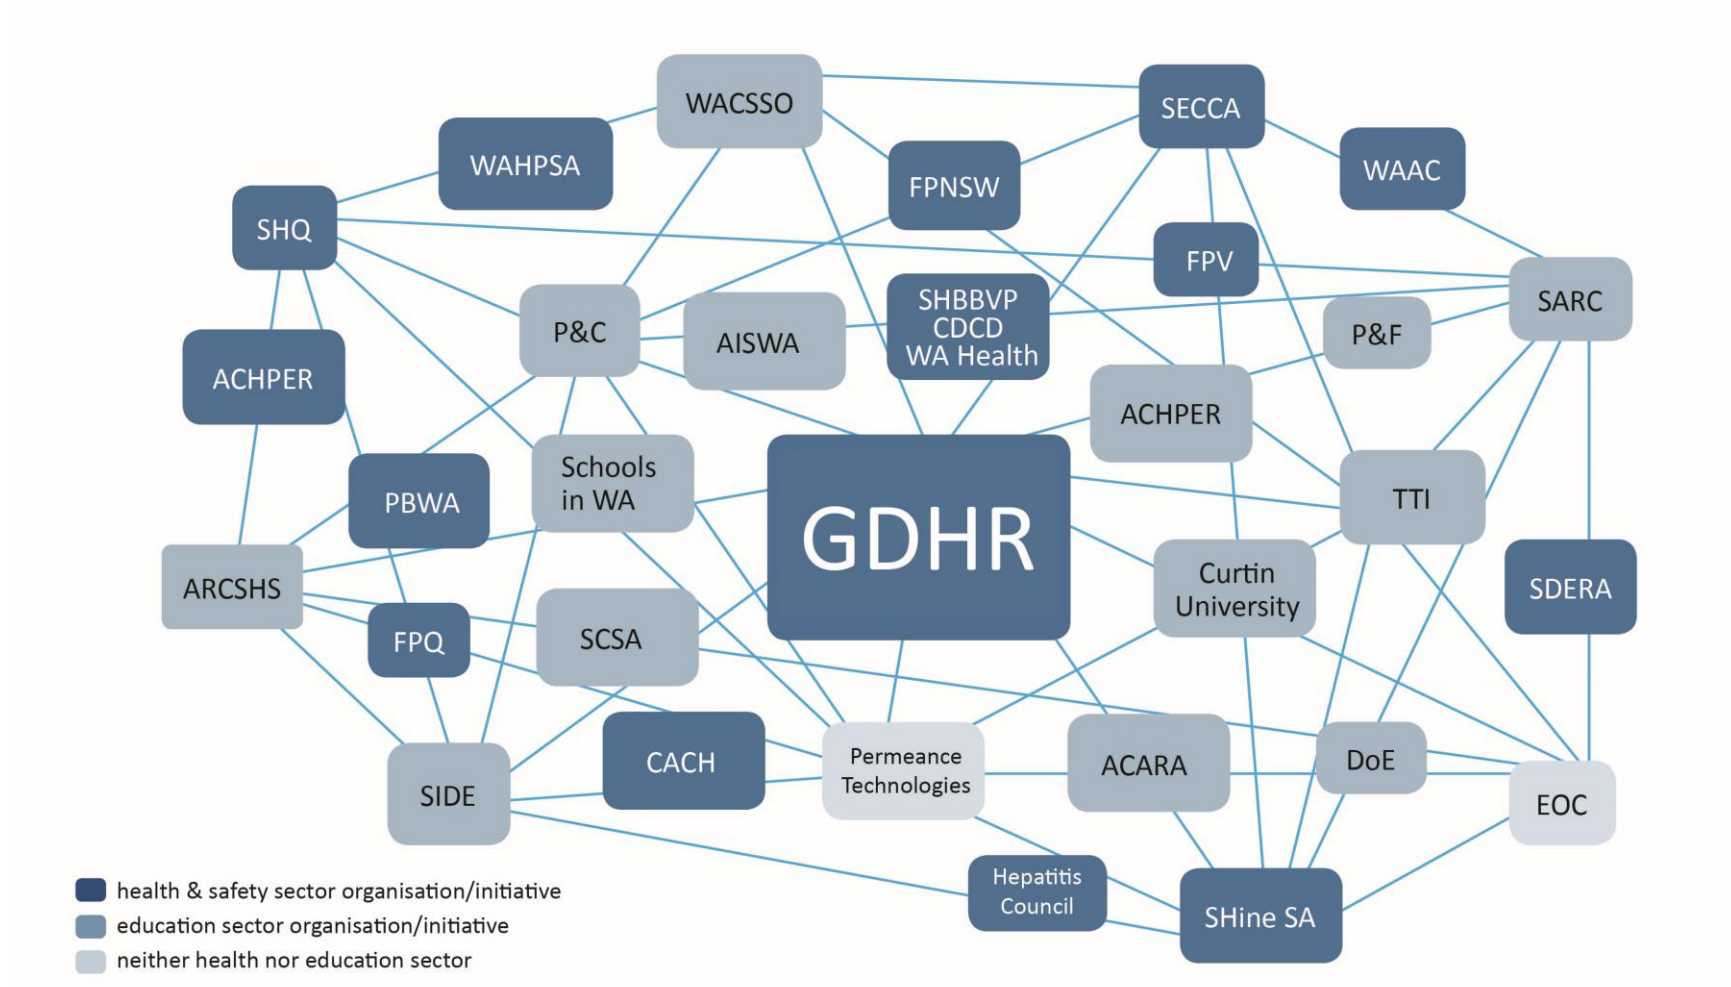 WACSSO
SECCA
WAHPSA
FPNSW
WAAC
SHQ
FPV
SHBBVP
CDCD
WA Health
SARC
P&C
AISWA
P&F
ACHPER
ACHPER
Schools
in WA
PBWA
GDHR
TTI
ARCSHS
Curtin
University
SDERA
FPQ
SCSA
CACH
Permeance
Technologies
ACARA
DoE
SIDE
EOC
Hepatitis
Council
SHine SA
health & safety sector organisation/initiative
education sector organisation/initiative
neither health nor education sector